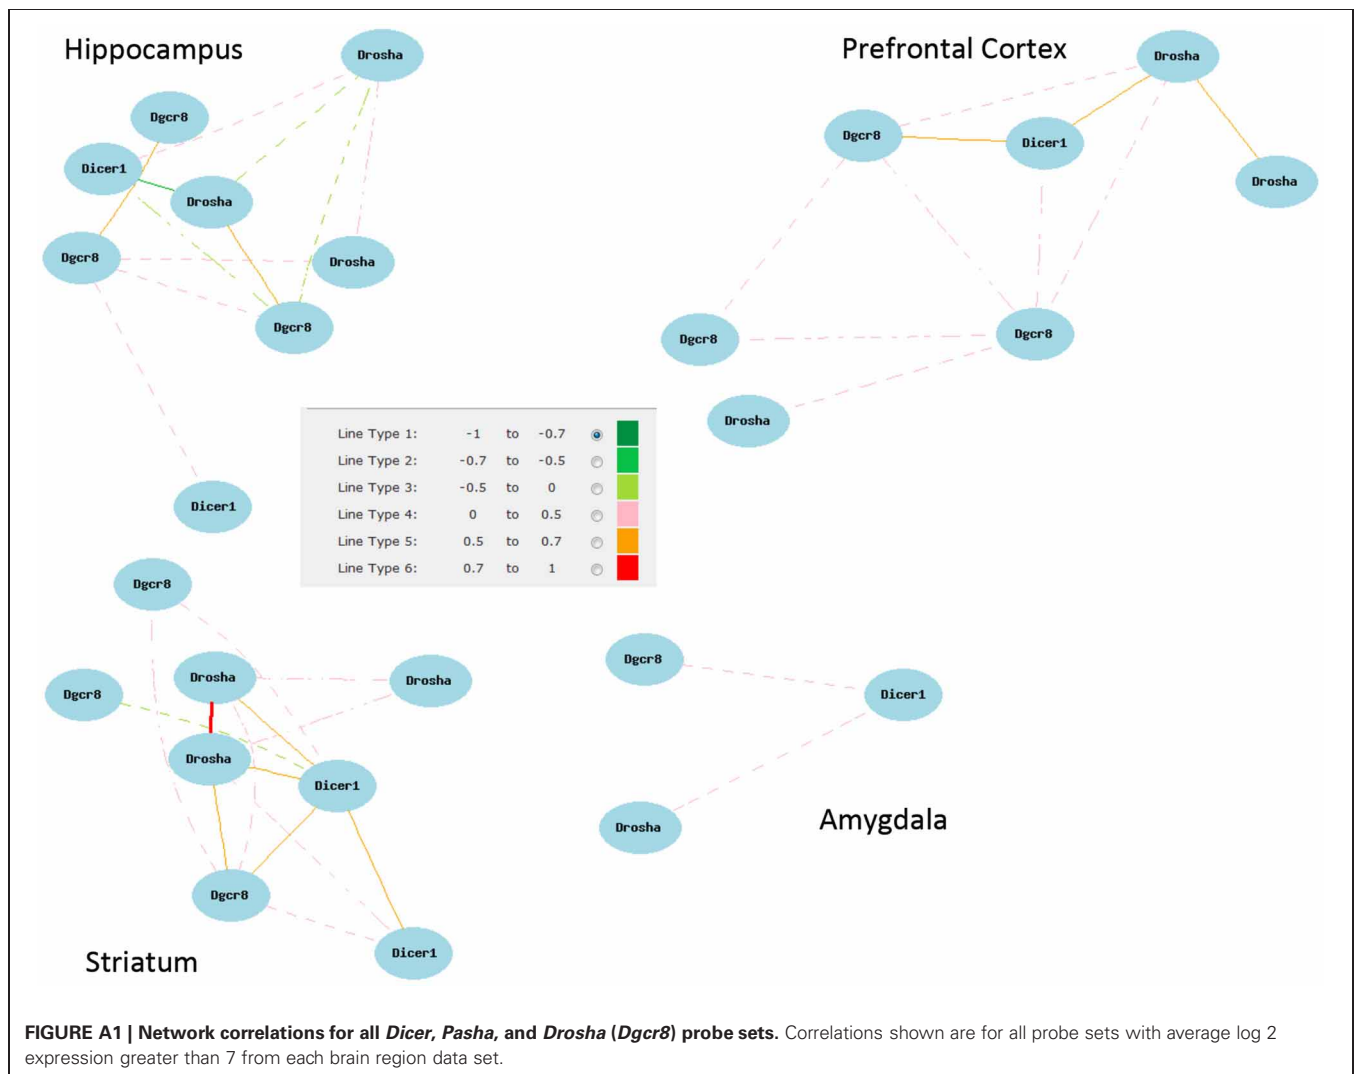 Hippocampus
Drosha
Dgcr8
Dicer1
Drosha
Dgcr8
Drosha
Dgcr8
Dicer1
Prefrontal Cortex
Drosha
Dgcr8
Dicer1
Drosha
Dgcr8
Dgcr8
Drosha
Line Type 1: -1 to -0.7
Line Type 2: -0.7 to -0.5
Line Type 3: -0.5 to 0
Line Type 4: 0 to 0.5
Line Type 5: 0.5 to 0.7
Line Type 6: 0.7 to 1
Dgcr8
Drosha
Drosha
Dgcr8
Drosha
Dicer1
Dgcr8
Dicer1
Striatum
Dgcr8
Dicer1
Drosha
Amygdala
FIGURE A1 | Network correlations for all Dicer, Pasha, and Drosha (Dgcr8) probe sets. Correlations shown are for all probe sets with average log 2
expression greater than 7 from each brain region data set.